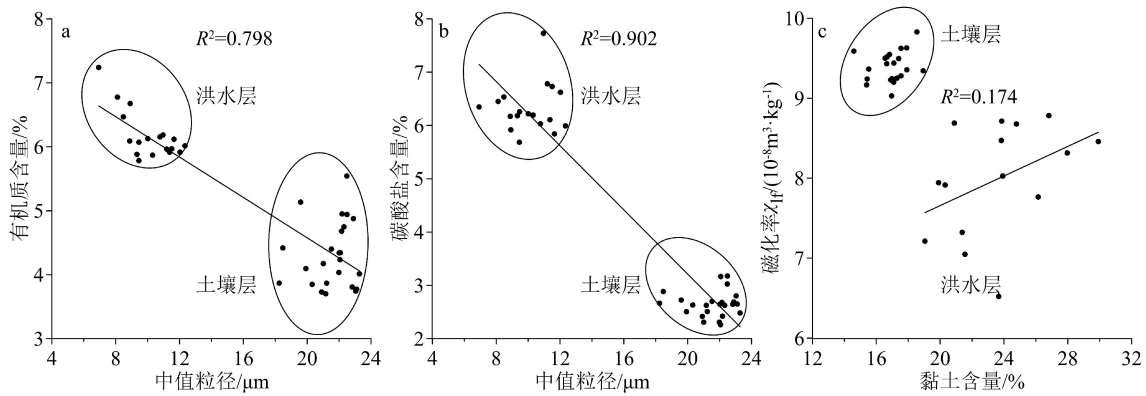 a
R²=0.798
洪水层
土壤层
有机质含量/%
8
7
6
5
4
3
4 8 12 16 20 24
中值粒径/μm
b
R²=0.902
洪水层
土壤层
碳酸盐含量/%
8
7
6
5
4
3
2
4 8 12 16 20 24
中值粒径/μm
c
土壤层
R²=0.174
洪水层
磁化率χlf/(10⁻⁸m³·kg⁻¹)
10
9
8
7
6
12 16 20 24 28 32
黏土含量/%